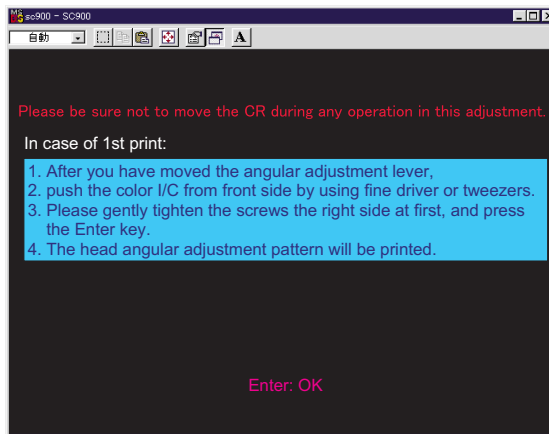 sc900 - SC900
自動
A
Please be sure not to move the CR during any operation in this adjustment.
In case of 1st print:
1. After you have moved the angular adjustment lever,
2. push the color I/C from front side by using fine driver or tweezers.
3. Please gently tighten the screws the right side at first, and press
the Enter key.
4. The head angular adjustment pattern will be printed.
Enter: OK